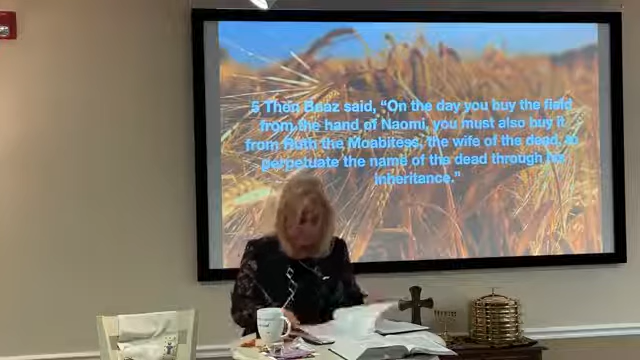 5 Then Boaz said, “On the day you buy the field
from the hand of Naomi, you must also buy it
from Ruth the Moabitess, the wife of the dead, to
perpetuate the name of the dead through his
inheritance.”